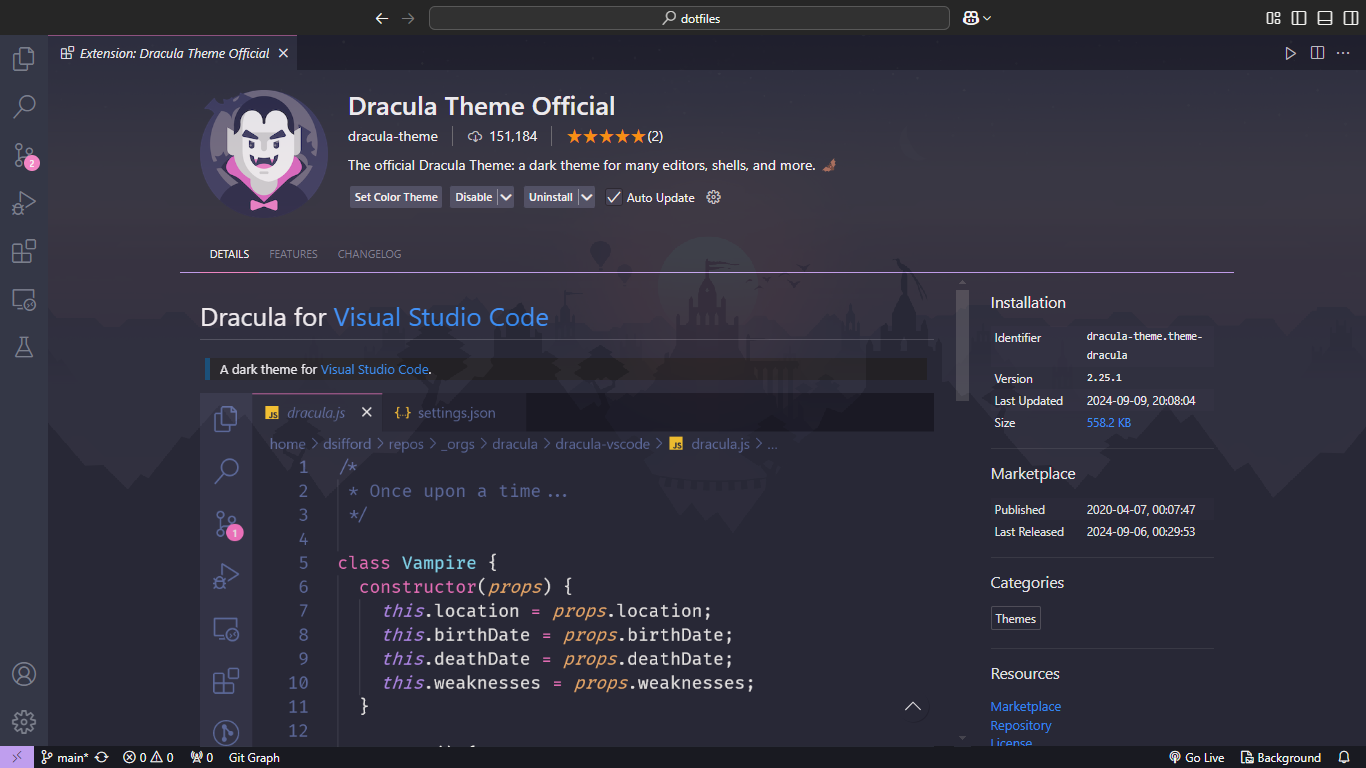 dotfiles
Extension: Dracula Theme Official
Dracula Theme Official
dracula-theme 151,184 (2)
The official Dracula Theme: a dark theme for many editors, shells, and more.
Set Color Theme Disable Uninstall Auto Update
DETAILS FEATURES CHANGELOG
Dracula for Visual Studio Code
A dark theme for Visual Studio Code.
JS dracula.js {.} settings.json
home > dsifford > repos > _orgs > dracula > dracula-vscode > JS dracula.js > ...
1 /*
2 * Once upon a time...
3 */
4
5 class Vampire {
6 constructor(props) {
7 this.location = props.location;
8 this.birthDate = props.birthDate;
9 this.deathDate = props.deathDate;
10 this.weaknesses = props.weaknesses;
11 }
12
2
1
Installation
Identifier dracula-theme.theme-
dracula
Version 2.25.1
Last Updated 2024-09-09, 20:08:04
Size 558.2 KB
Marketplace
Published 2020-04-07, 00:07:47
Last Released 2024-09-06, 00:29:53
Categories
Themes
Resources
Marketplace
Repository
License
main* 0 0 0 Git Graph Go Live Background